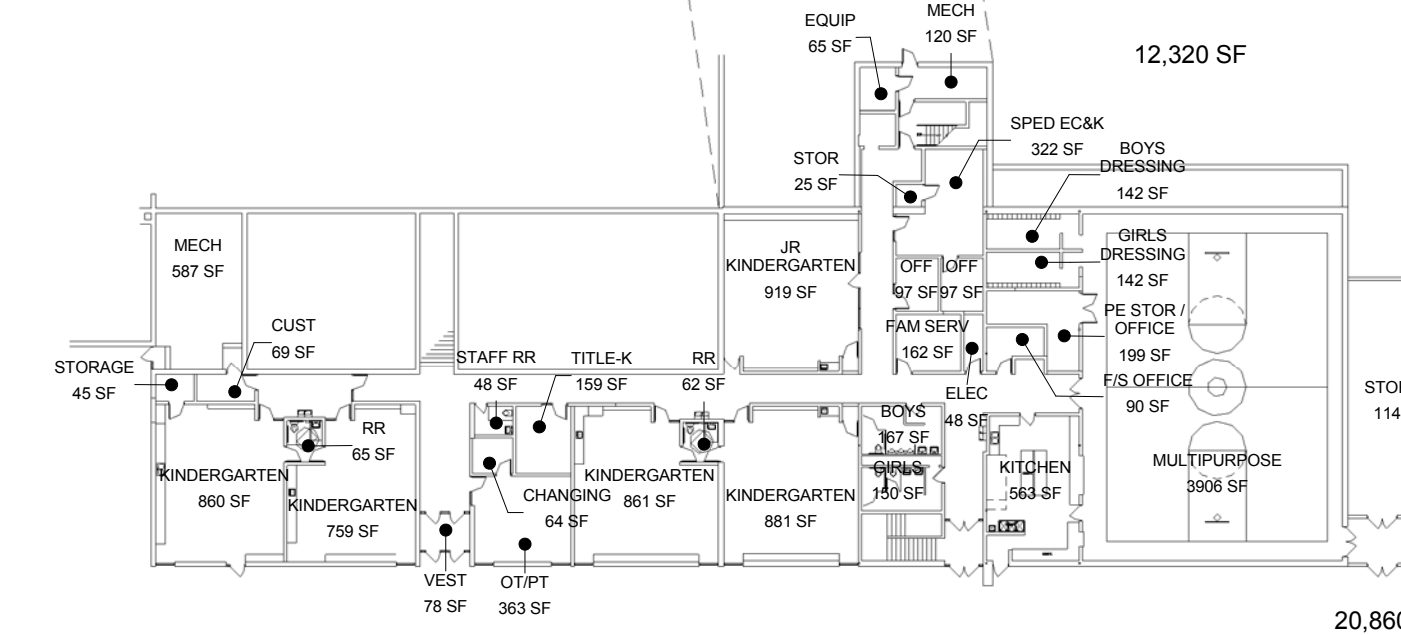 EQUIP
65 SF
MECH
120 SF
12,320 SF
SPED EC&K
322 SF
BOYS
DRESSING
142 SF
STOR
25 SF
MECH
587 SF
JR
KINDERGARTEN
919 SF
OFF
97 SF
OFF
97 SF
GIRLS
DRESSING
142 SF
CUST
69 SF
STORAGE
45 SF
STAFF RR
48 SF
TITLE-K
159 SF
RR
62 SF
FAM SERV
162 SF
PE STOR /
OFFICE
199 SF
F/S OFFICE
90 SF
ELEC
48 SF
STOR
114
RR
65 SF
BOYS
167 SF
GIRLS
150 SF
KITCHEN
563 SF
MULTIPURPOSE
3906 SF
KINDERGARTEN
860 SF
KINDERGARTEN
759 SF
CHANGING
64 SF
KINDERGARTEN
861 SF
KINDERGARTEN
881 SF
VEST
78 SF
OT/PT
363 SF
20,860